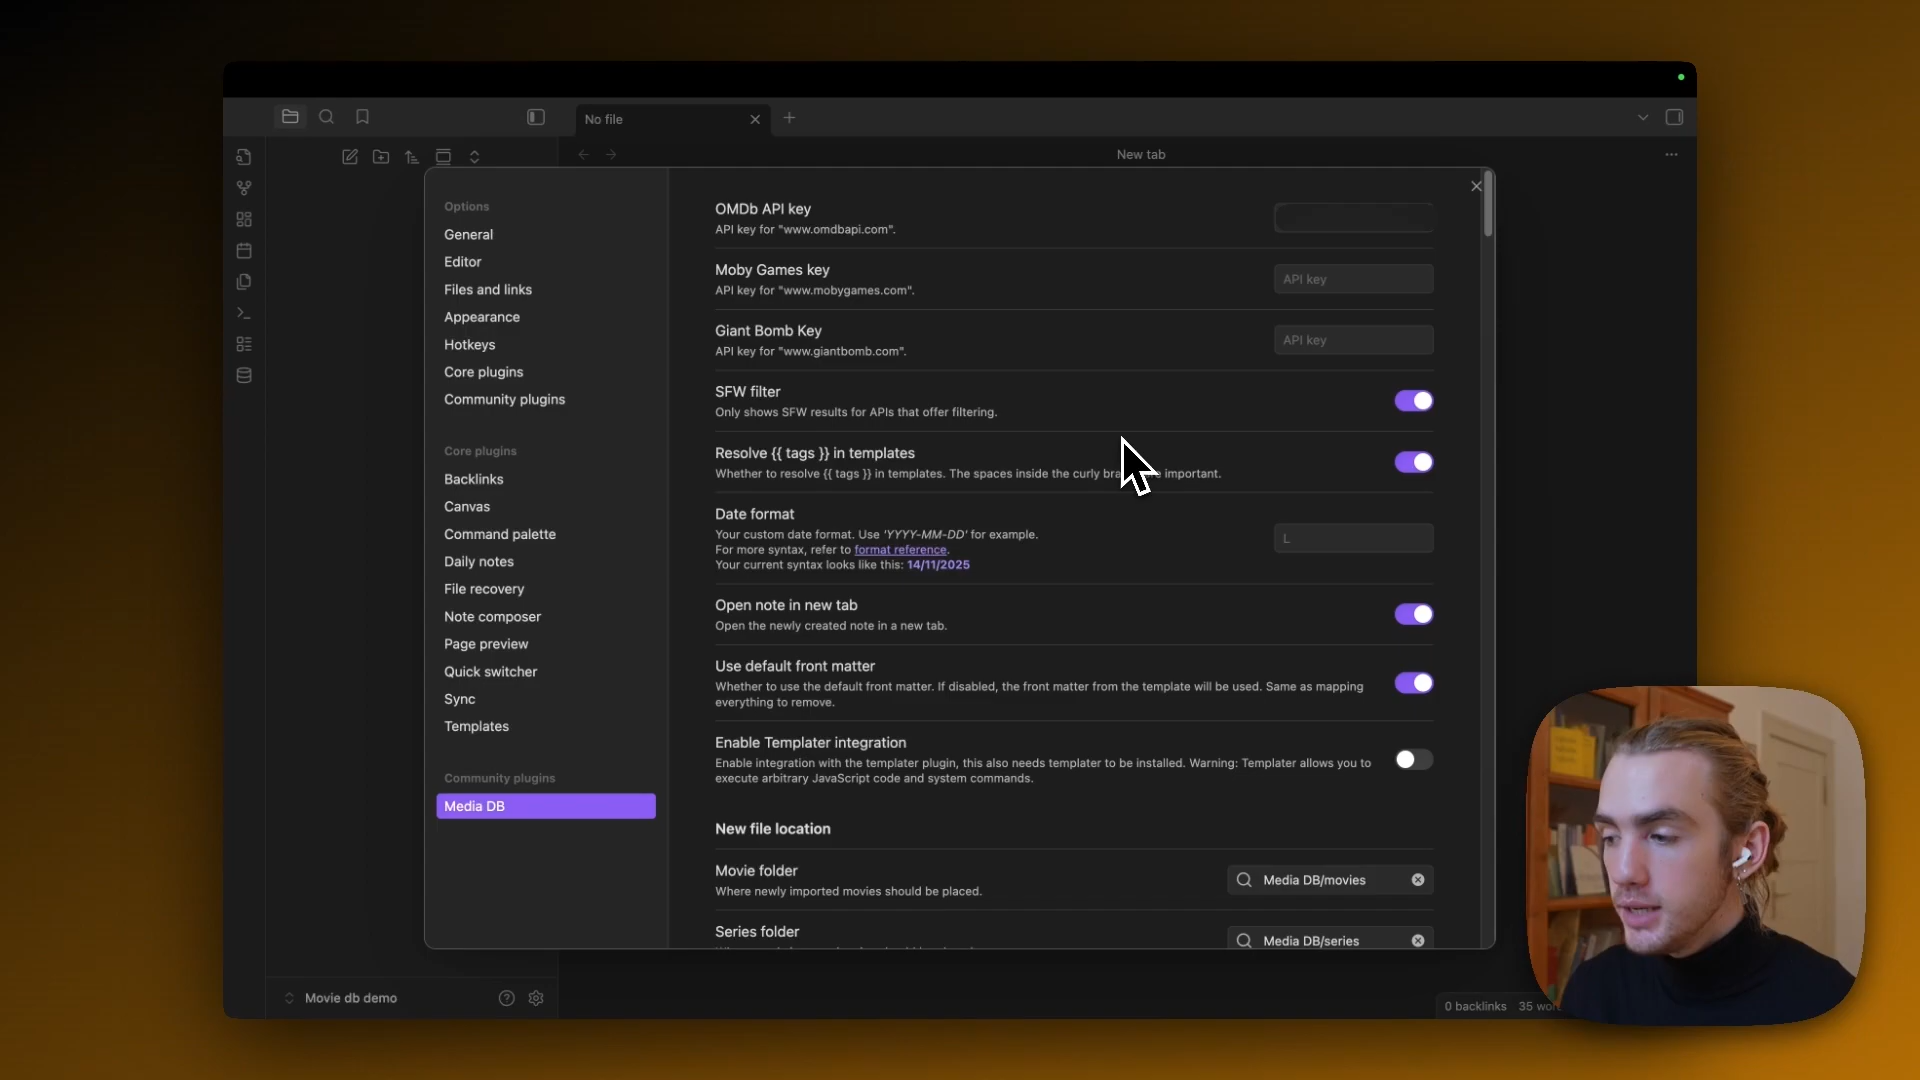 No file
New tab
Options
General
Editor
Files and links
Appearance
Hotkeys
Core plugins
Community plugins
Core plugins
Backlinks
Canvas
Command palette
Daily notes
File recovery
Note composer
Page preview
Quick switcher
Sync
Templates
Community plugins
Media DB
OMDb API key
API key for "www.omdbapi.com".
Moby Games key
API key for "www.mobygames.com".
API key
Giant Bomb Key
API key for "www.giantbomb.com".
API key
SFW filter
Only shows SFW results for APIs that offer filtering.
Resolve {{ tags }} in templates
Whether to resolve {{ tags }} in templates. The spaces inside the curly important.
Date format
Your custom date format. Use 'YYYY-MM-DD' for example.
For more syntax, refer to format reference.
Your current syntax looks like this: 14/11/2025
L
Open note in new tab
Open the newly created note in a new tab.
Use default front matter
Whether to use the default front matter. If disabled, the front matter from the template will be used. Same as mapping
everything to remove.
Enable Templater integration
Enable integration with the templater plugin, this also needs templater to be installed. Warning: Templater allows you to
execute arbitrary JavaScript code and system commands.
New file location
Movie folder
Where newly imported movies should be placed.
Media DB/movies
Series folder
Media DB/series
Movie db demo
0 backlinks 35